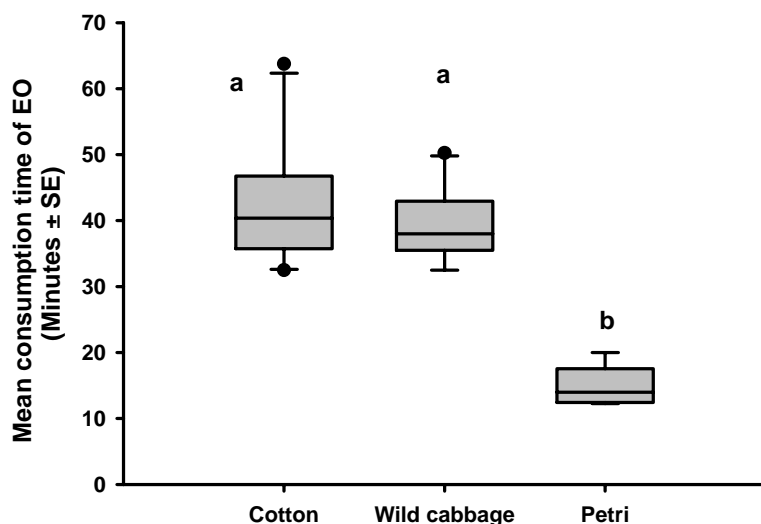 Mean consumption time of EO
(Minutes ± SE)
70
60
50
40
30
20
10
0
a
a
b
Cotton Wild cabbage Petri